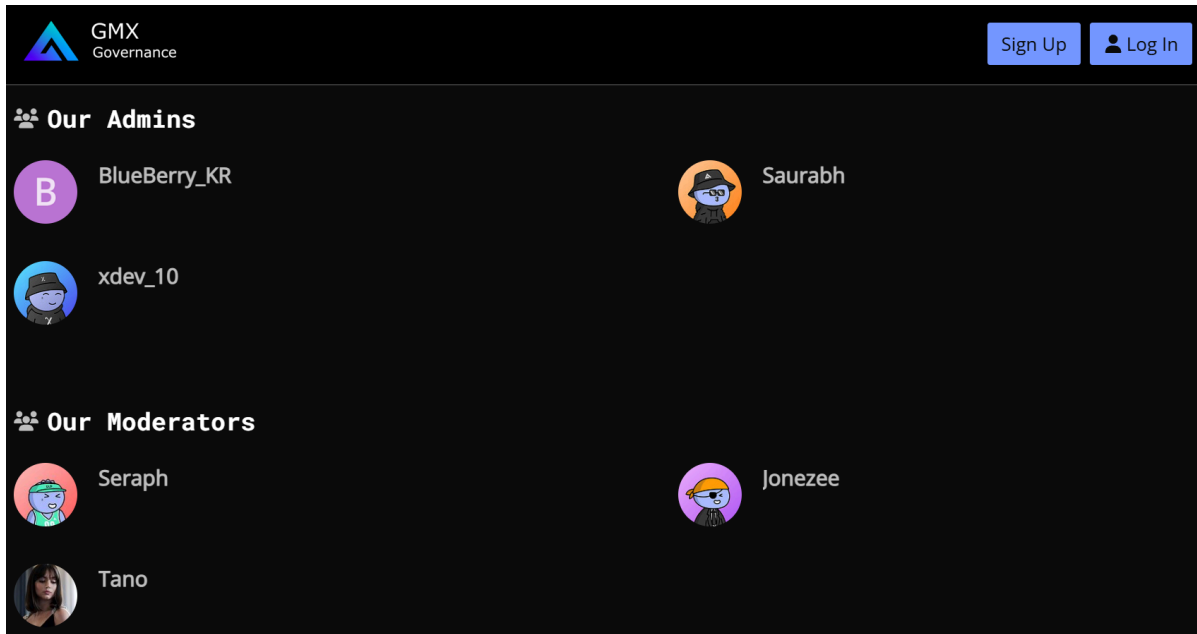 GMX
Governance
Sign Up
Log In
Our Admins
B
BlueBerry_KR
Saurabh
xdev_10
Our Moderators
Seraph
Jonezee
Tano